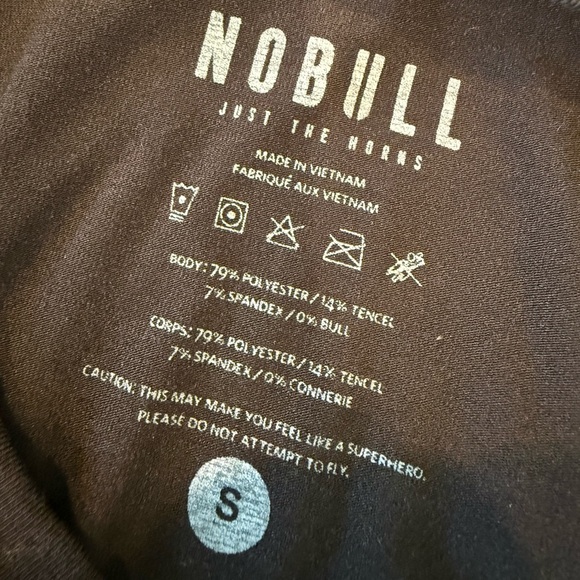 NOBULL
JUST THE HORNS
MADE IN VIETNAM
FABRIQUÉ AUX VIETNAM
BODY: 79% POLYESTER / 14% TENCEL
7% SPANDEX / 0% BULL
CORPS: 79% POLYESTER / 14% TENCEL
7% SPANDEX / 0% CONNERIE
CAUTION: THIS MAY MAKE YOU FEEL LIKE A SUPERHERO.
PLEASE DO NOT ATTEMPT TO FLY.
S